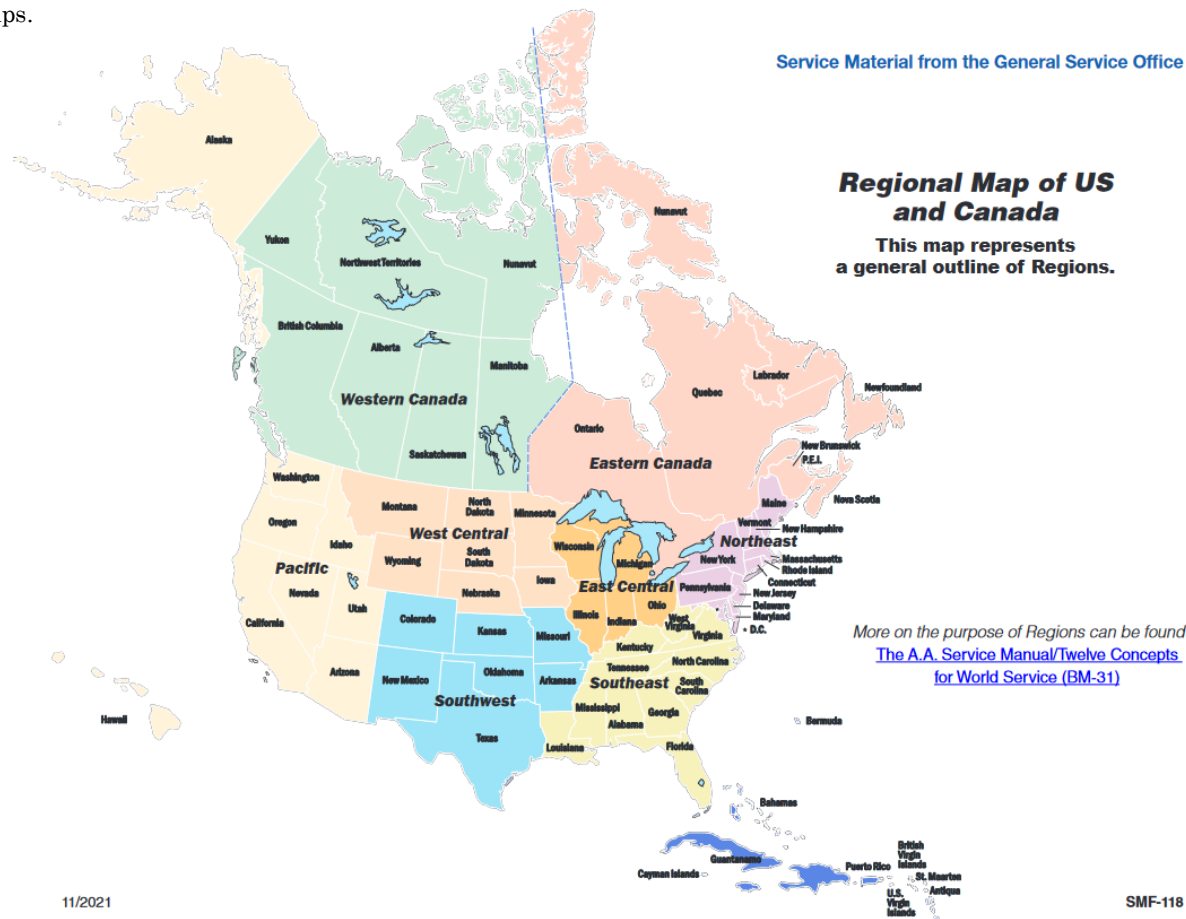 ps.
Service Material from the General Service Office
Regional Map of US
and Canada
This map represents
a general outline of Regions.
Alaska
Yukon
Northwest Territories
Nunavut
Nunavut
British Columbia
Alberta
Manitoba
Western Canada
Saskatchewan
Quebec
Labrador
Newfoundland
Ontario
Eastern Canada
New Brunswick
P.E.I.
Nova Scotia
Washington
Oregon
Idaho
Pacific
Nevada
Utah
California
Arizona
Hawaii
Montana
North
Dakota
Minnesota
West Central
Wyoming
South
Dakota
Nebraska
Iowa
Wisconsin
Michigan
East Central
Illinois
Indiana
Ohio
Maine
Vermont
New Hampshire
Northeast
New York
Massachusetts
Rhode Island
Connecticut
Pennsylvania
New Jersey
Delaware
Maryland
D.C.
Colorado
Kansas
Missouri
New Mexico
Oklahoma
Arkansas
Southwest
Texas
West
Virginia
Virginia
Kentucky
Tennessee
North Carolina
Southeast
South
Carolina
Mississippi
Alabama
Georgia
Louisiana
Florida
More on the purpose of Regions can be found
The A.A. Service Manual/Twelve Concepts
for World Service (BM-31)
Bermuda
Bahamas
Guantanamo
Cayman Islands
Puerto Rico
British
Virgin
Islands
St. Maarten
Antigua
U.S.
Virgin
Islands
11/2021
SMF-118